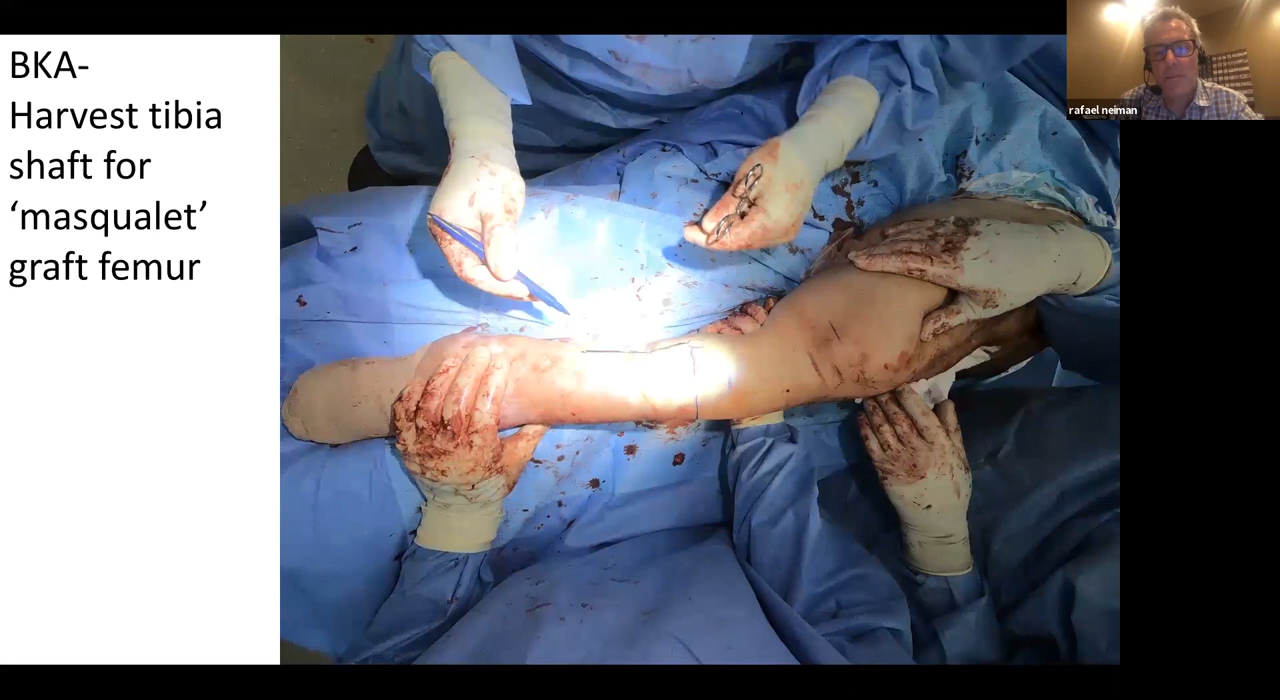 BKA-
Harvest tibia
shaft for
‘masqualet’
graft femur
rafael neiman